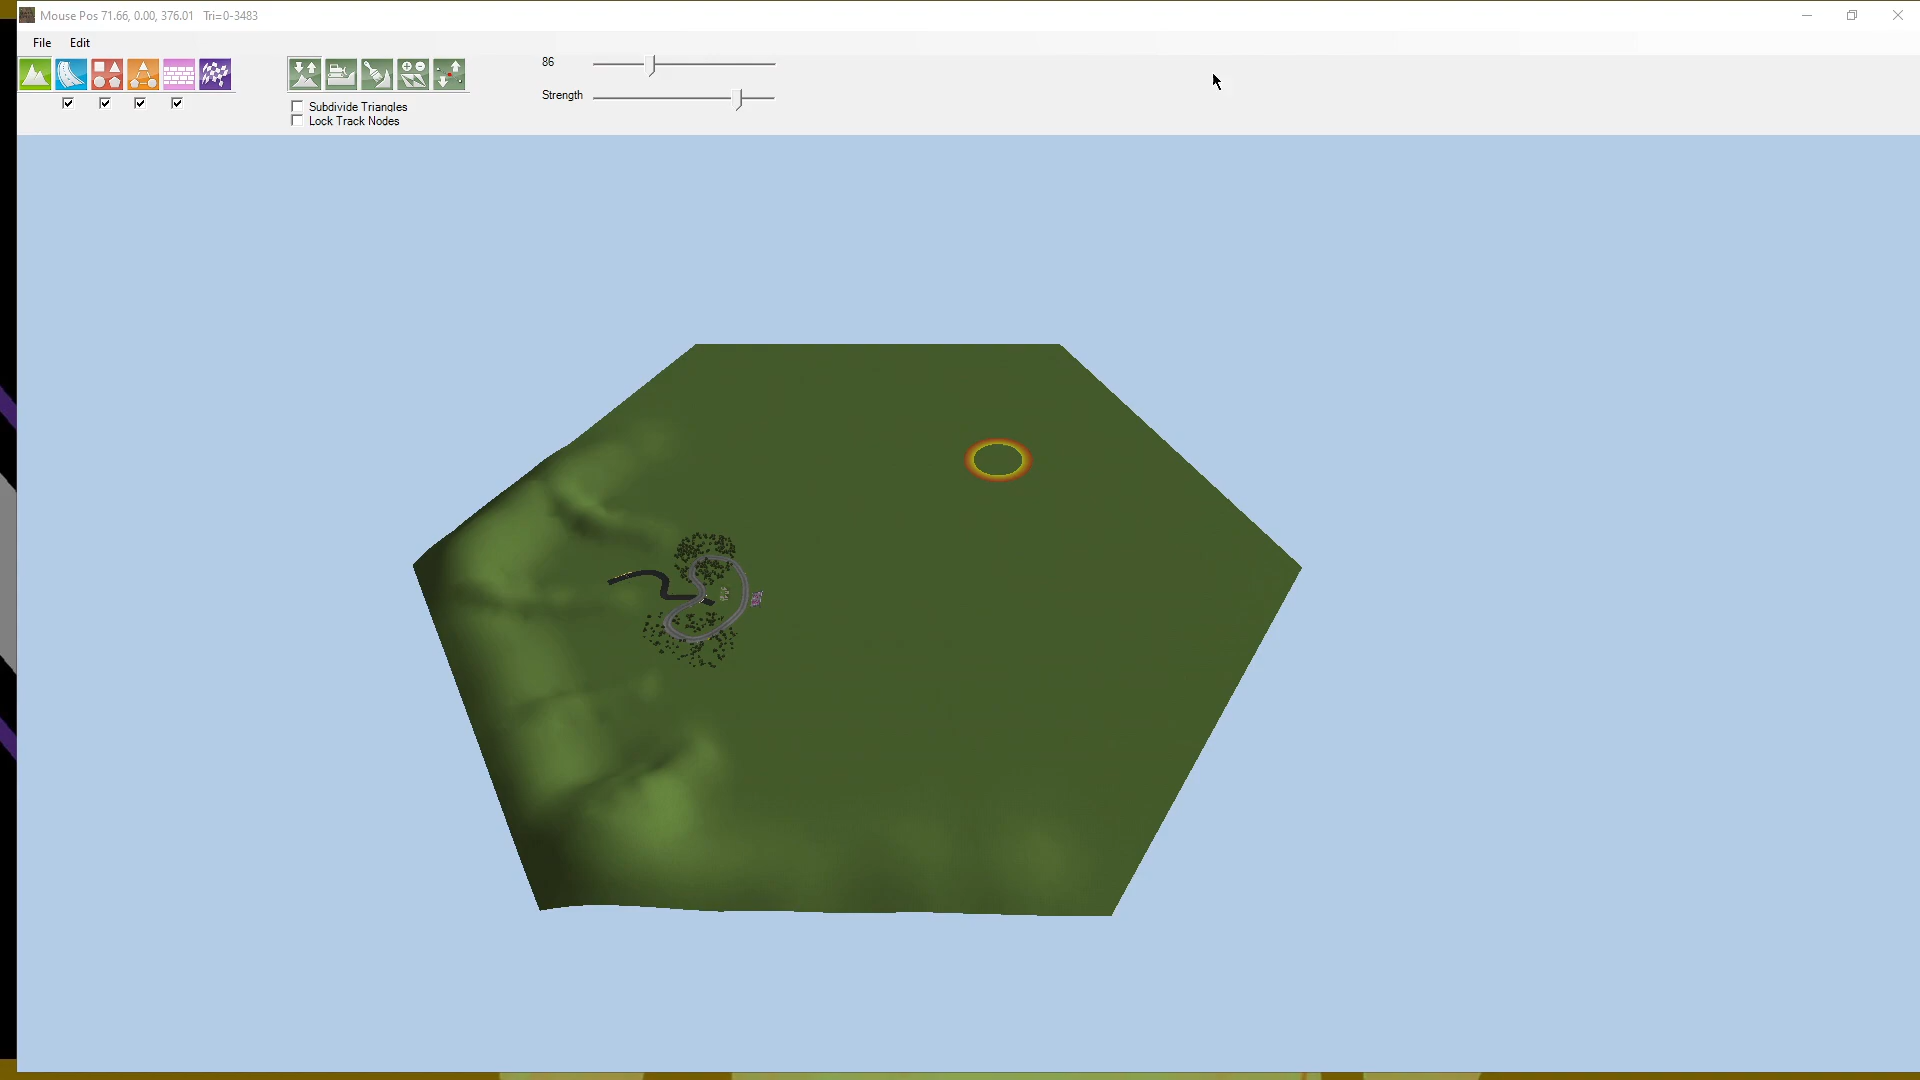 Mouse Pos 71.66, 0.00, 376.01 Tri=0-3483
File Edit
86
Strength
Subdivide Triangles
Lock Track Nodes